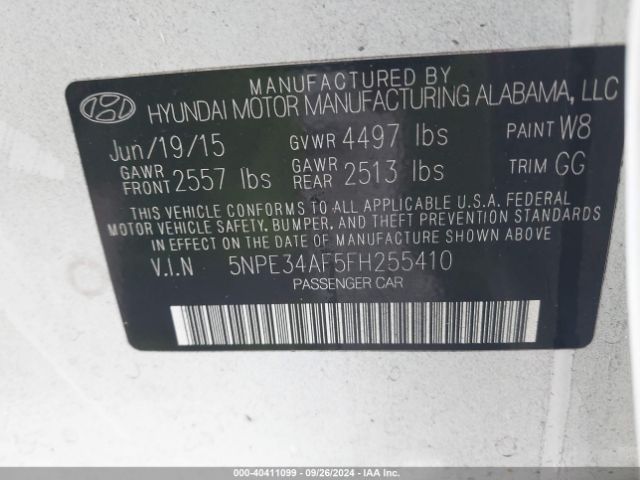 MANUFACTURED BY
HYUNDAI MOTOR MANUFACTURING ALABAMA, LLC
Jun/19/15 GVWR 4497 lbs PAINT W8
GAWR FRONT 2557 lbs GAWR REAR 2513 lbs TRIM GG
THIS VEHICLE CONFORMS TO ALL APPLICABLE U.S.A. FEDERAL
MOTOR VEHICLE SAFETY, BUMPER, AND THEFT PREVENTION STANDARDS
IN EFFECT ON THE DATE OF MANUFACTURE SHOWN ABOVE.
V.I.N 5NPE34AF5FH255410
PASSENGER CAR
000-40411099 - 09/26/2024 - IAA Inc.